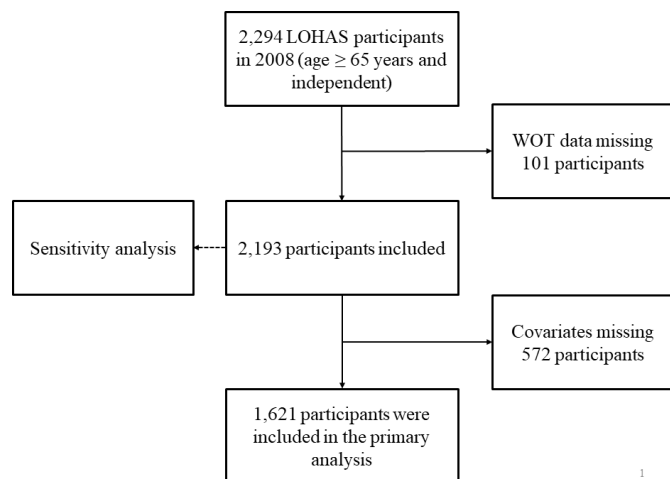 2,294 LOHAS participants
in 2008 (age ≥ 65 years and
independent)
WOT data missing
101 participants
Sensitivity analysis
2,193 participants included
Covariates missing
572 participants
1,621 participants were
included in the primary
analysis
1